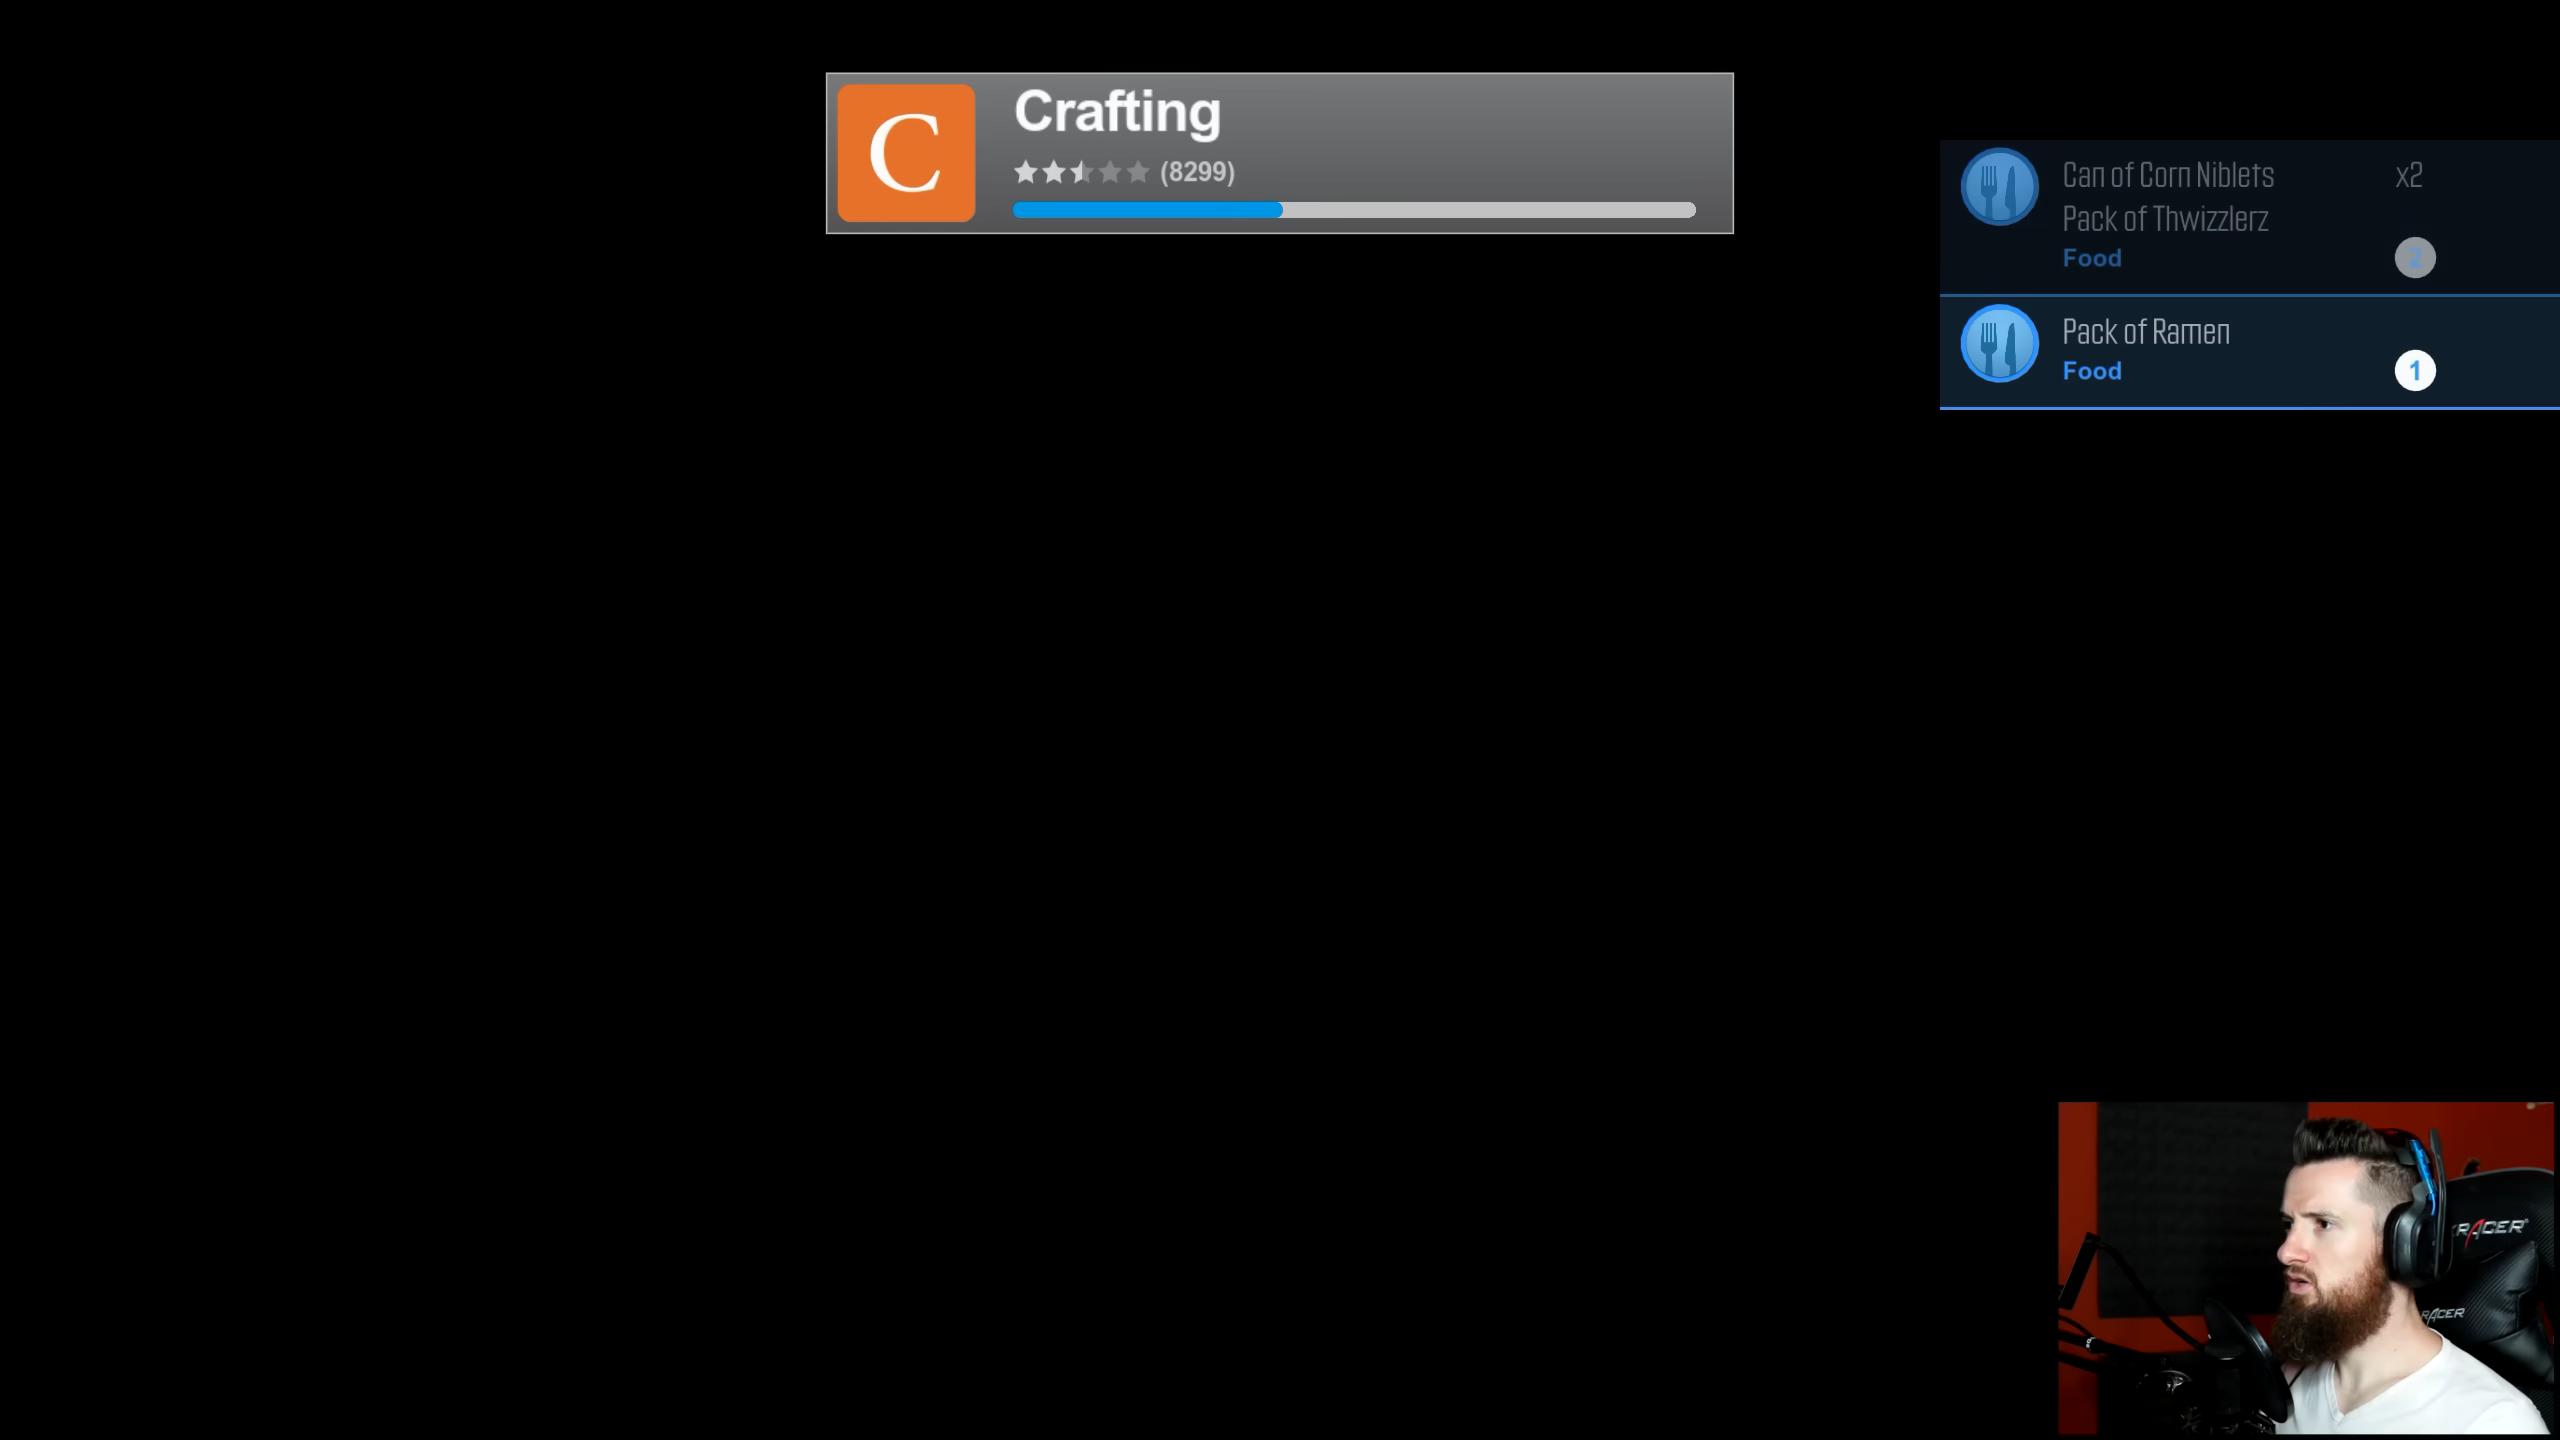 C
Crafting
(8299)
Can of Corn Niblets x2
Pack of Thwizzlerz
Food 2
Pack of Ramen
Food 1
RACER
RACER